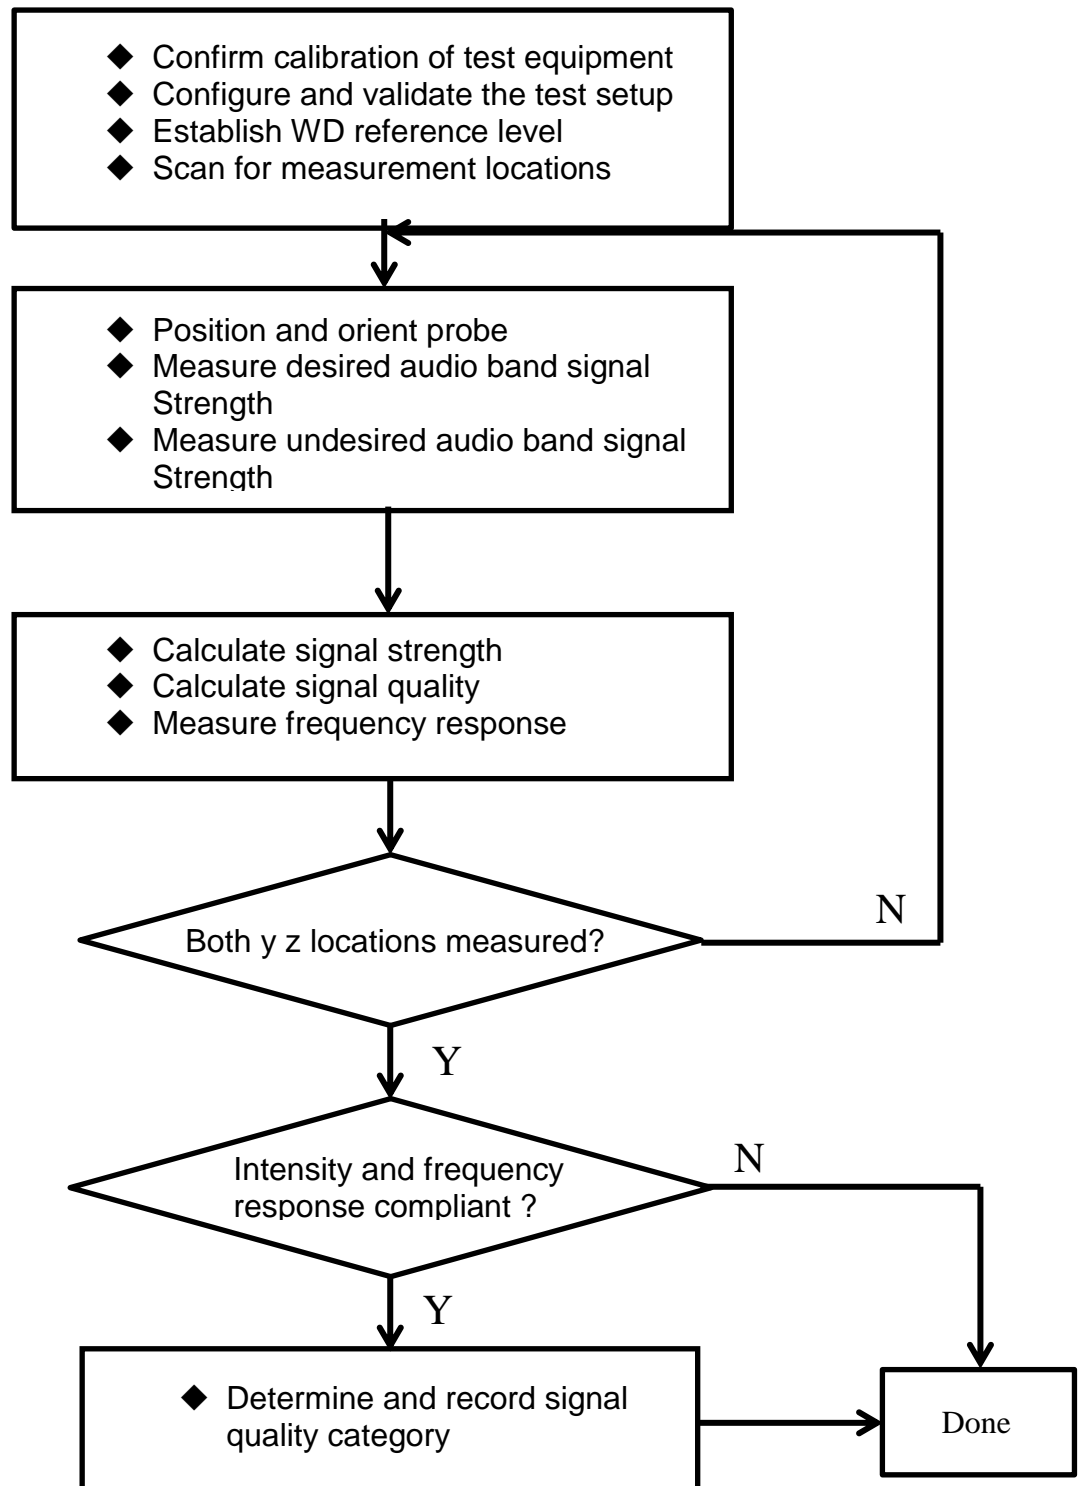 ◆ Confirm calibration of test equipment
◆ Configure and validate the test setup
◆ Establish WD reference level
◆ Scan for measurement locations
◆ Position and orient probe
◆ Measure desired audio band signal
Strength
◆ Measure undesired audio band signal
Strength
◆ Calculate signal strength
◆ Calculate signal quality
◆ Measure frequency response
Both y z locations measured?
N
Y
Intensity and frequency
response compliant ?
N
Y
◆ Determine and record signal
quality category
Done